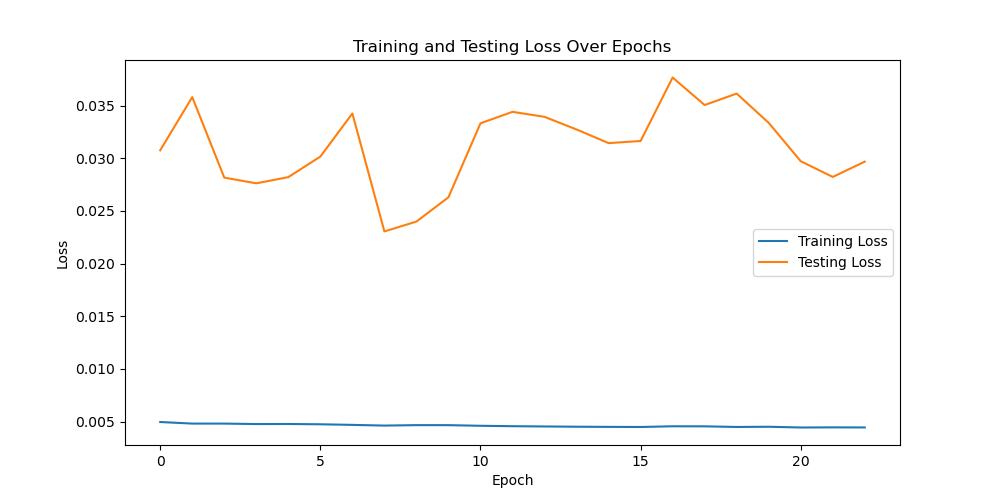 Training and Testing Loss Over Epochs
0.035
0.030
0.025
0.020
0.015
0.010
0.005
Loss
Training Loss
Testing Loss
0 5 10 15 20
Epoch